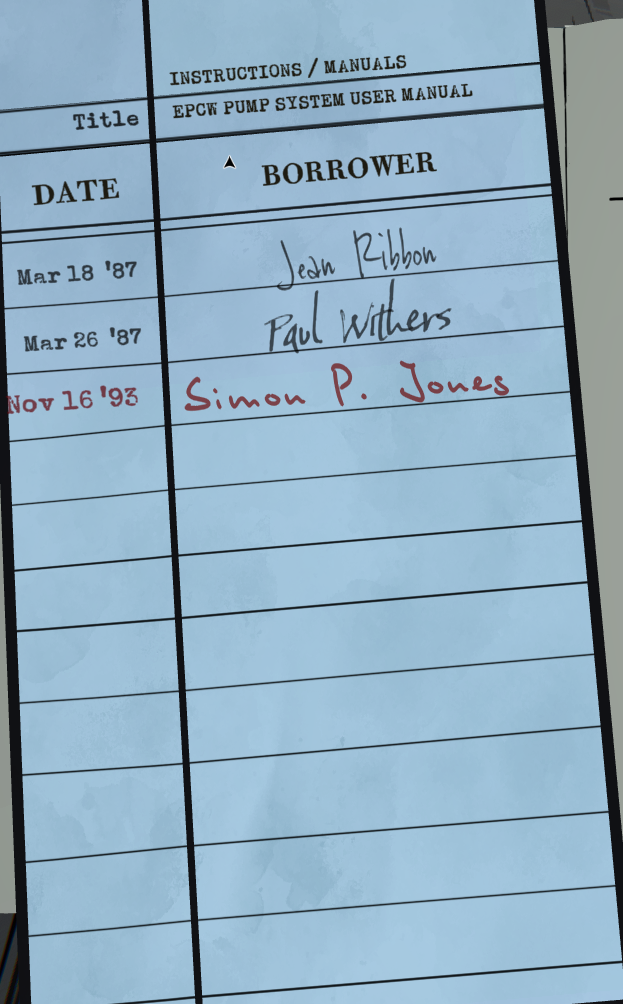 INSTRUCTIONS / MANUALS
Title EPCW PUMP SYSTEM USER MANUAL
DATE BORROWER
Mar 18 '87 Jean Ribbon
Mar 26 '87 Paul Withers
Nov 16 '93 Simon P. Jones